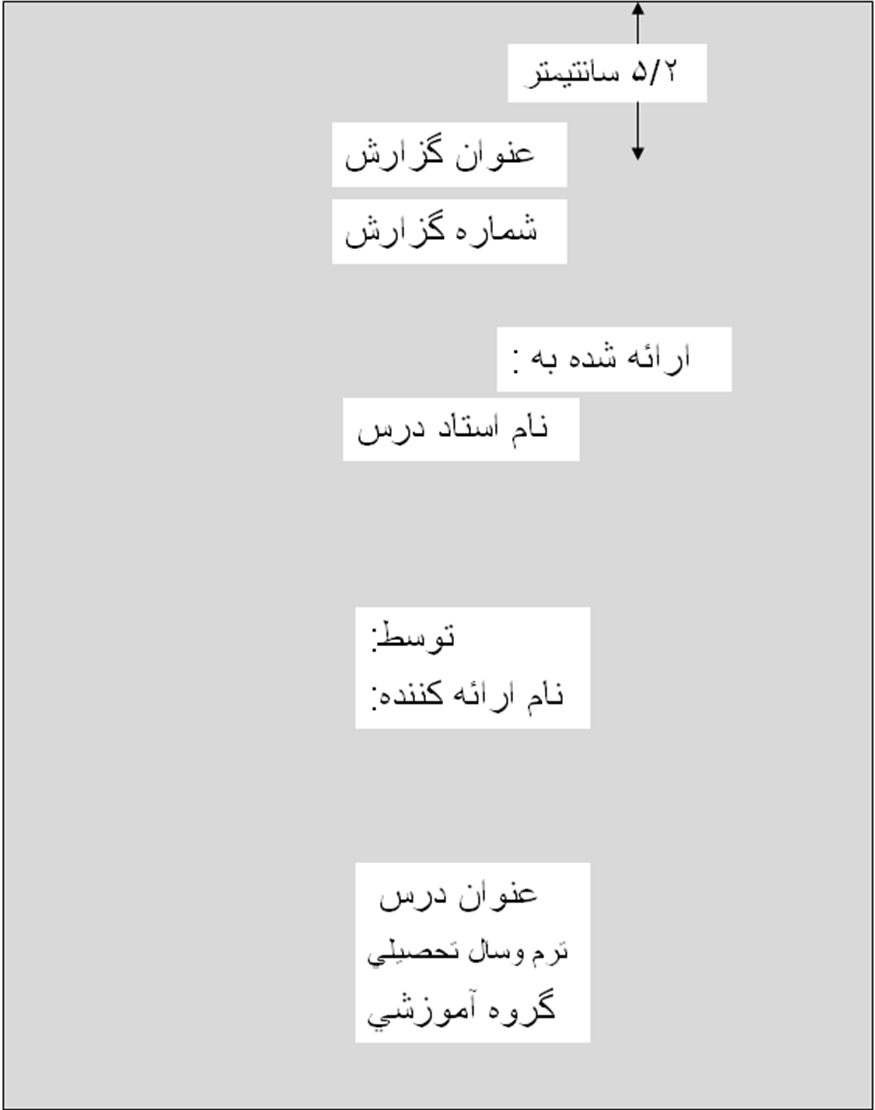 ۵/۲ سانتیمتر
عنوان گزارش
شماره گزارش
ارائه شده به :
نام استاد درس
توسط:
نام ارائه کننده:
عنوان درس
ترم وسال تحصيلي
گروه آموزشي